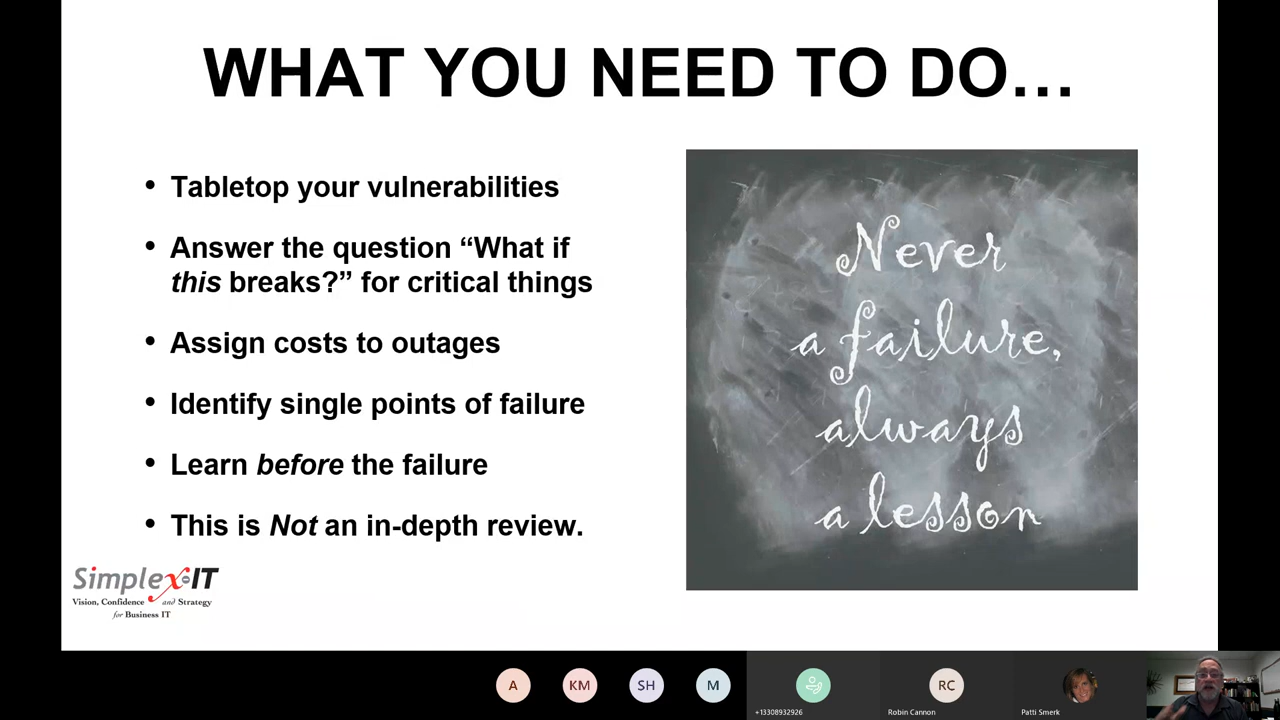 WHAT YOU NEED TO DO…
• Tabletop your vulnerabilities
• Answer the question “What if
this breaks?” for critical things
• Assign costs to outages
• Identify single points of failure
• Learn before the failure
• This is Not an in-depth review.
Never
a failure,
always
a lesson
Simplex-IT
Vision, Confidence and Strategy
for Business IT
A
KM
SH
M
+13308932926
RC
Robin Cannon
Patti Smerk